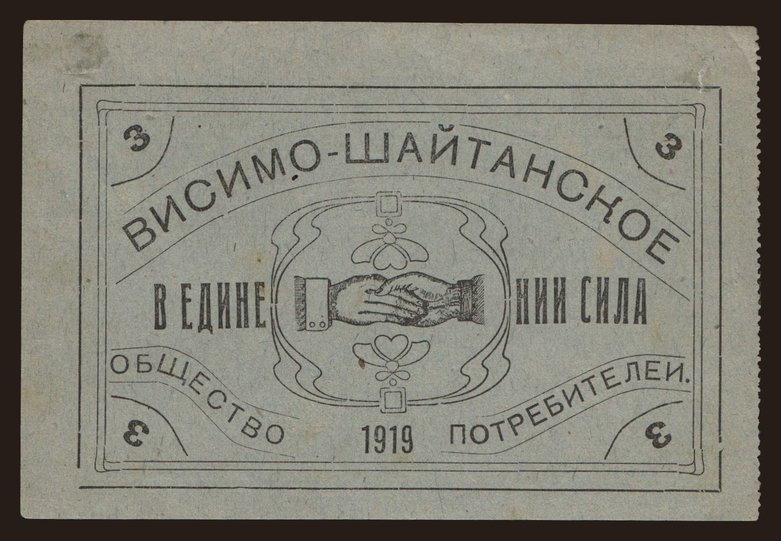 3 3
ВИСИМО-ШАЙТАНСКОЕ
В ЕДИНЕ НИИ СИЛА
ОБЩЕСТВО ПОТРЕБИТЕЛЕЙ.
3 1919 3